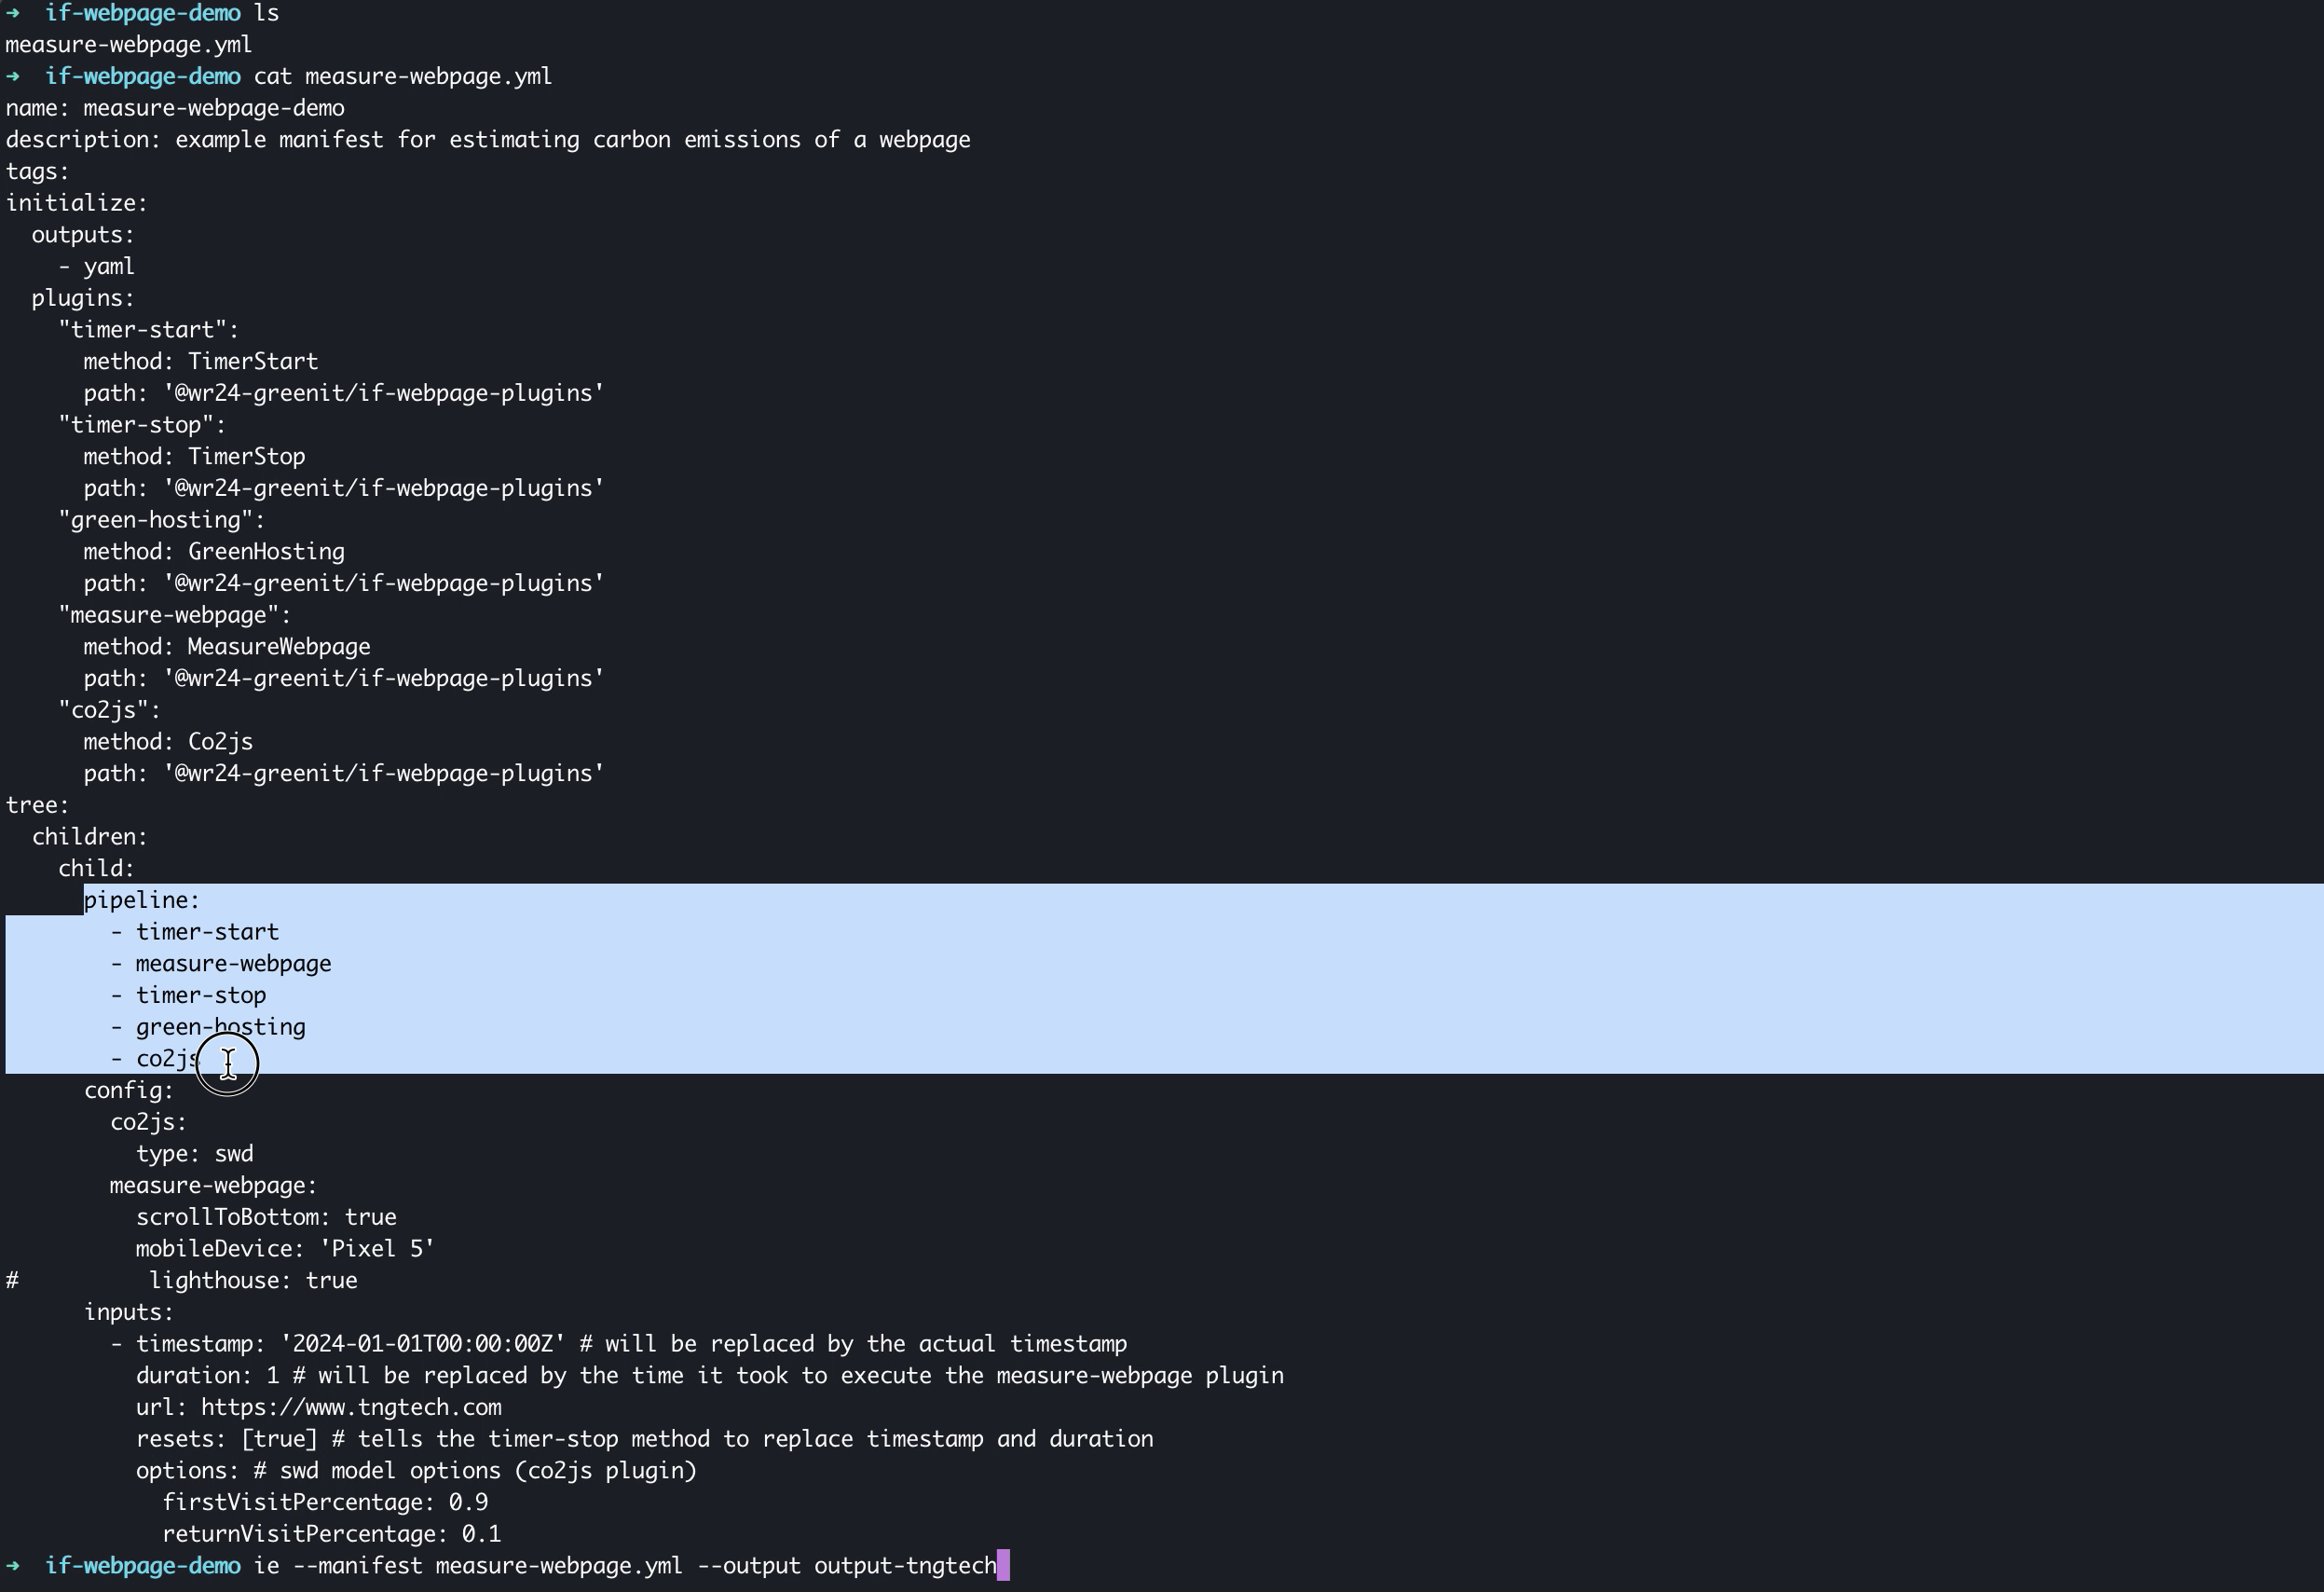 ➜  if-webpage-demo ls
measure-webpage.yml
➜  if-webpage-demo cat measure-webpage.yml
name: measure-webpage-demo
description: example manifest for estimating carbon emissions of a webpage
tags:
initialize:
  outputs:
    - yaml
  plugins:
    "timer-start":
      method: TimerStart
      path: '@wr24-greenit/if-webpage-plugins'
    "timer-stop":
      method: TimerStop
      path: '@wr24-greenit/if-webpage-plugins'
    "green-hosting":
      method: GreenHosting
      path: '@wr24-greenit/if-webpage-plugins'
    "measure-webpage":
      method: MeasureWebpage
      path: '@wr24-greenit/if-webpage-plugins'
    "co2js":
      method: Co2js
      path: '@wr24-greenit/if-webpage-plugins'
tree:
  children:
    child:
      pipeline:
        - timer-start
        - measure-webpage
        - timer-stop
        - green-hosting
        - co2js
      config:
        co2js:
          type: swd
        measure-webpage:
          scrollToBottom: true
          mobileDevice: 'Pixel 5'
#          lighthouse: true
      inputs:
        - timestamp: '2024-01-01T00:00:00Z' # will be replaced by the actual timestamp
          duration: 1 # will be replaced by the time it took to execute the measure-webpage plugin
          url: https://www.tngtech.com
          resets: [true] # tells the timer-stop method to replace timestamp and duration
          options: # swd model options (co2js plugin)
            firstVisitPercentage: 0.9
            returnVisitPercentage: 0.1
➜  if-webpage-demo ie --manifest measure-webpage.yml --output output-tngtech